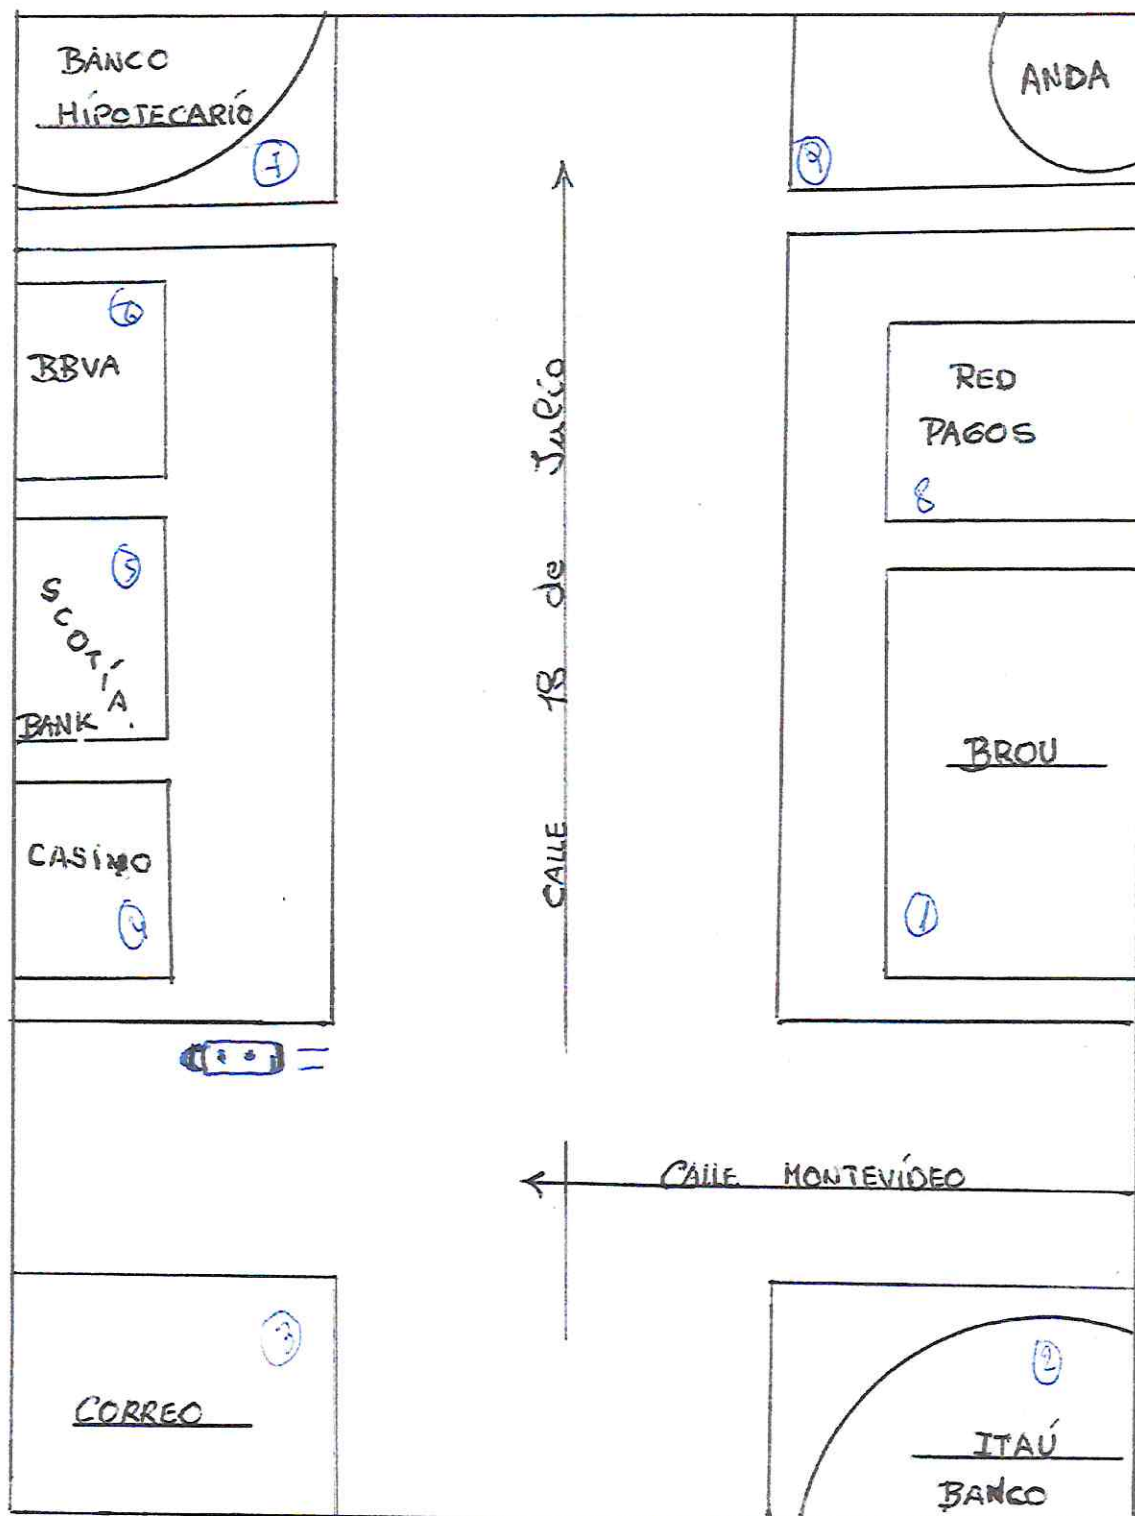 BANCO
HIPOTECARIO
7
ANDA
9
6
BBVA
RED
PAGOS
8
5
SCOTIA
BANK
BROU
CASINO
4
1
CALLE 18 de Julio
CALLE MONTEVIDEO
3
CORREO
2
ITAÚ
BANCO